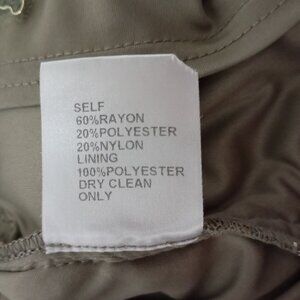 SELF
60%RAYON
20%POLYESTER
20%NYLON
LINING
100%POLYESTER
DRY CLEAN
ONLY